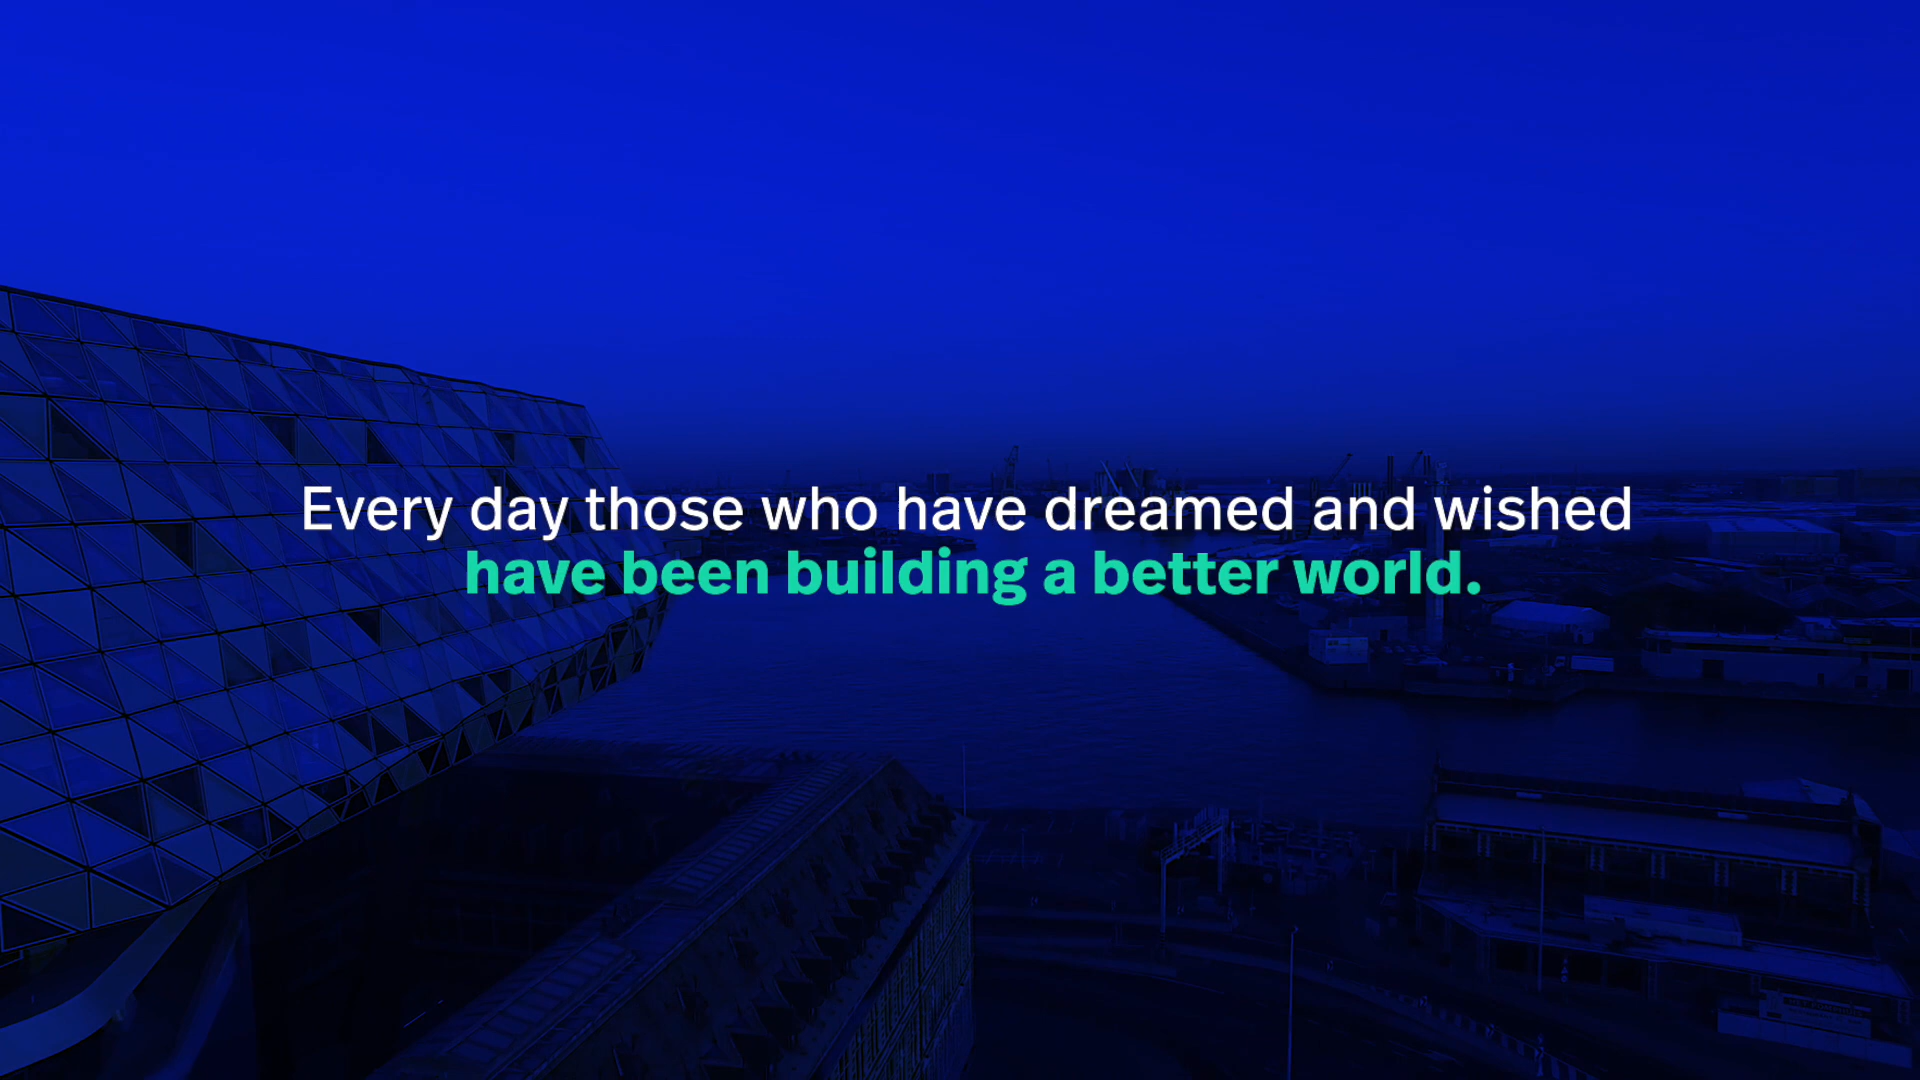 Every day those who have dreamed and wished
have been building a better world.